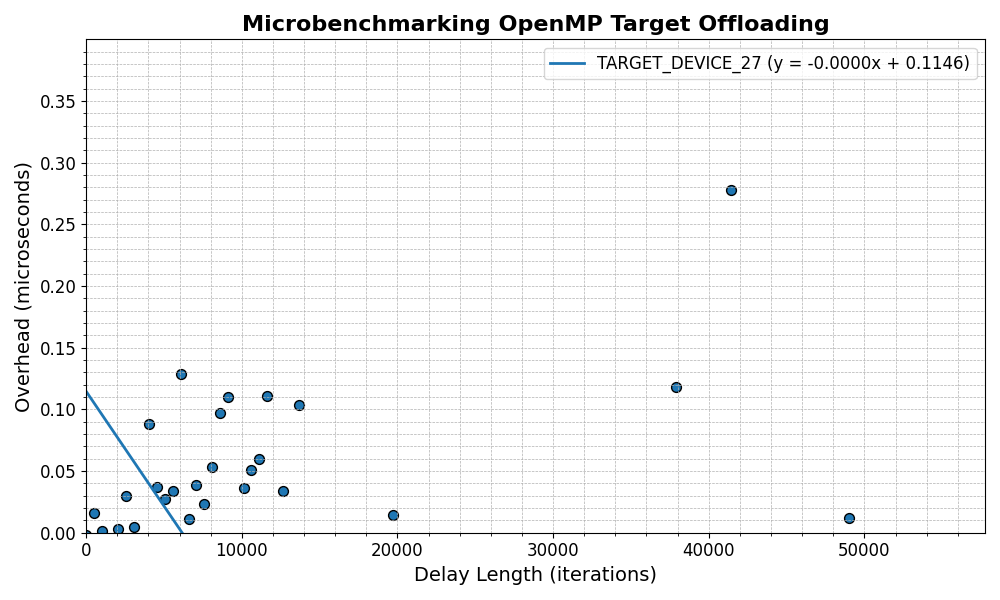 Microbenchmarking OpenMP Target Offloading
TARGET_DEVICE_27 (y = -0.0000x + 0.1146)
Overhead (microseconds)
0.35
0.30
0.25
0.20
0.15
0.10
0.05
0.00
0 10000 20000 30000 40000 50000
Delay Length (iterations)